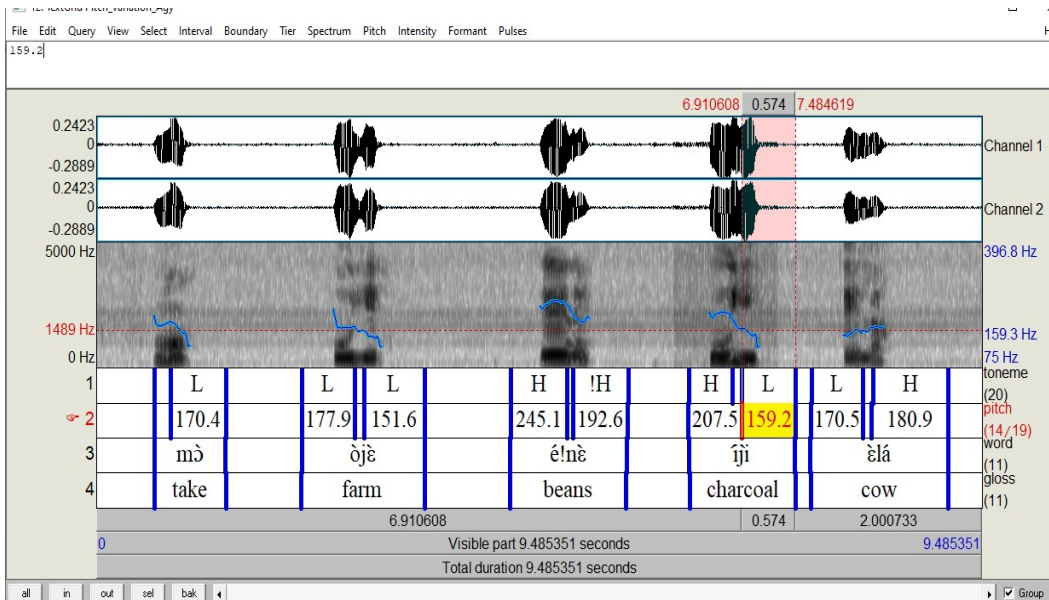 File Edit Query View Select Interval Boundary Tier Spectrum Pitch Intensity Formant Pulses
159.2
6.910608 0.574 7.484619
0.2423
0
-0.2889
Channel 1
0.2423
0
-0.2889
Channel 2
5000 Hz 396.8 Hz
1489 Hz 159.3 Hz
0 Hz 75 Hz
1 L L L H !H H L L H toneme (20)
2 170.4 177.9 151.6 245.1 192.6 207.5 159.2 170.5 180.9 pitch (14/19)
3 mɔ̀ òjɛ̀ é!nɛ̀ íji ɛ̀lá word (11)
4 take farm beans charcoal cow gloss (11)
6.910608 0.574 2.000733
0 Visible part 9.485351 seconds 9.485351
Total duration 9.485351 seconds
all in out sel bak Group